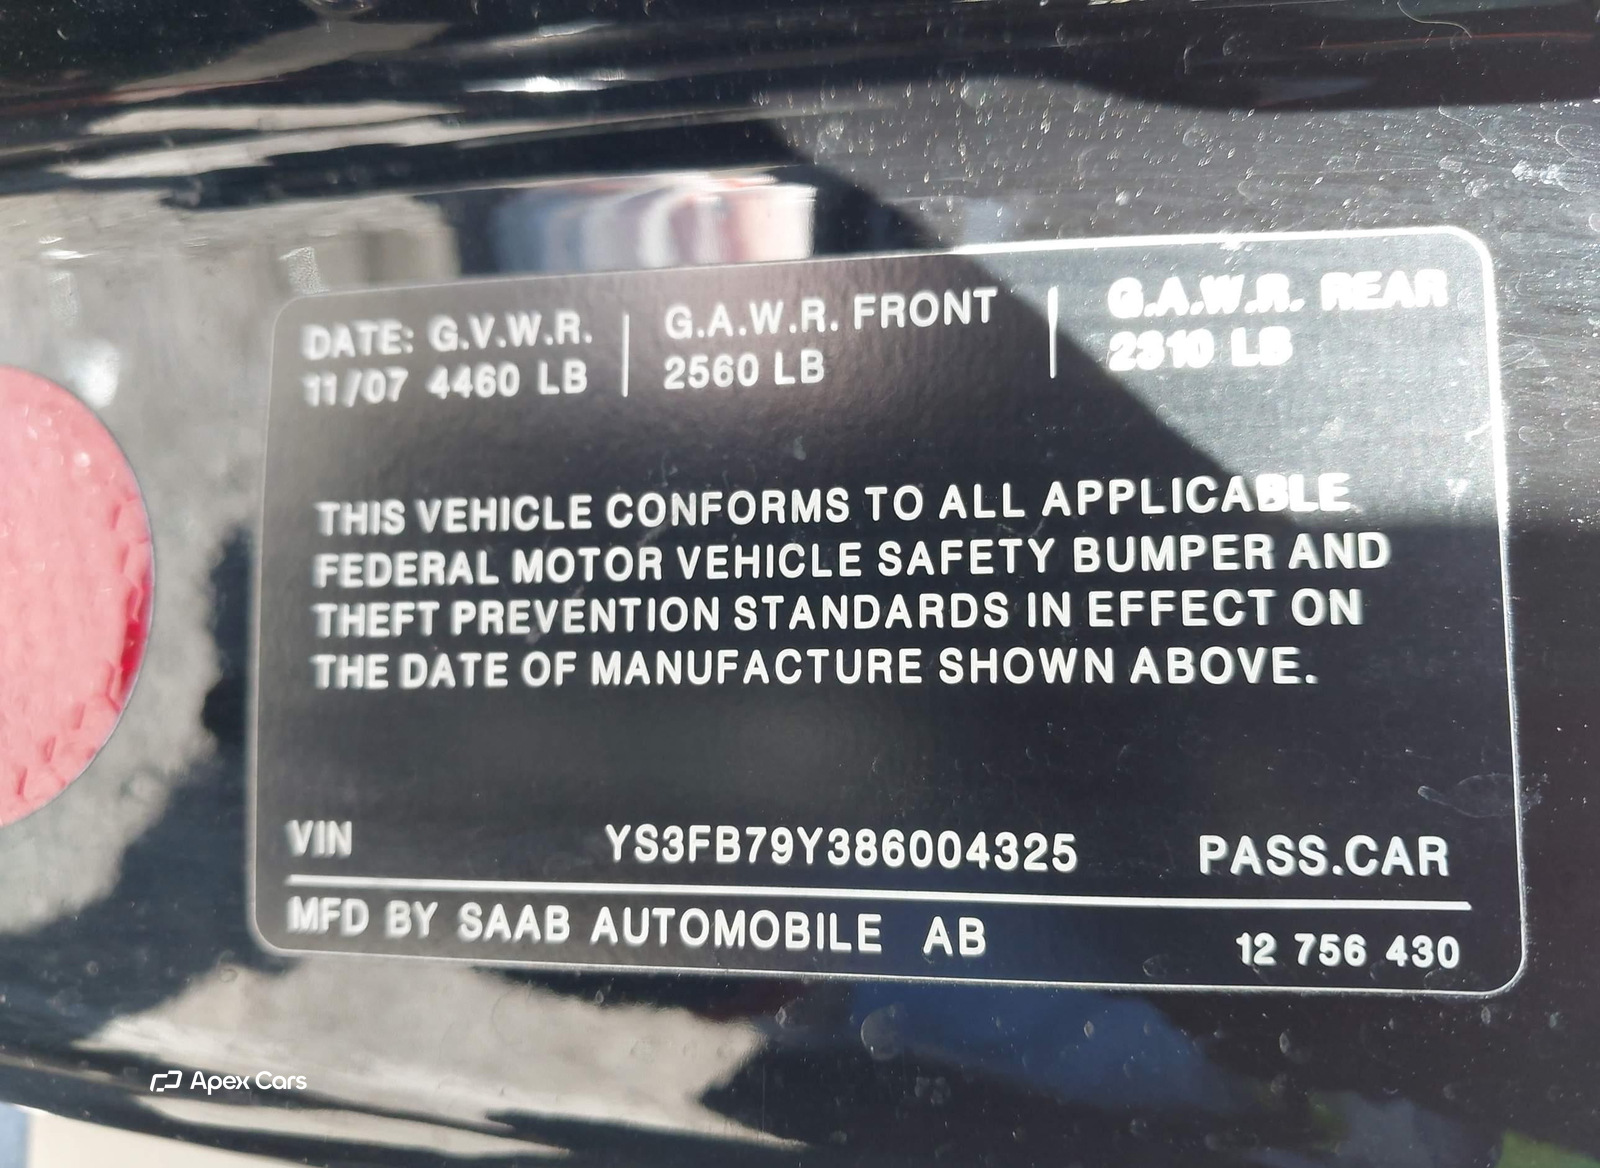 DATE: G.V.W.R. G.A.W.R. FRONT G.A.W.R. REAR
11/07 4460 LB 2560 LB 2310 LB
THIS VEHICLE CONFORMS TO ALL APPLICABLE
FEDERAL MOTOR VEHICLE SAFETY BUMPER AND
THEFT PREVENTION STANDARDS IN EFFECT ON
THE DATE OF MANUFACTURE SHOWN ABOVE.
VIN YS3FB79Y386004325 PASS.CAR
MFD BY SAAB AUTOMOBILE AB 12 756 430
Apex Cars